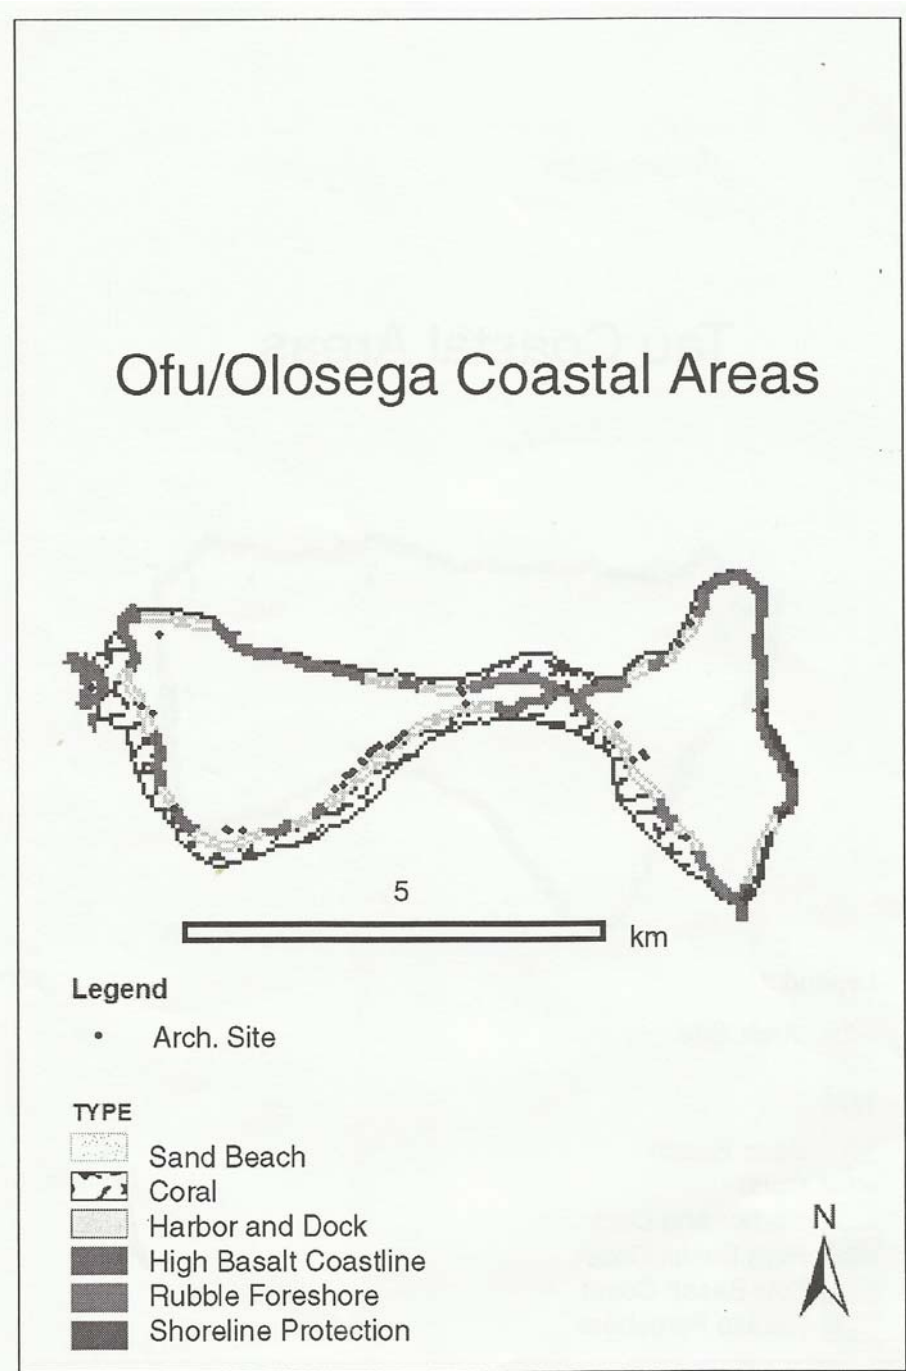 Ofu/Olosega Coastal Areas
5
km
Legend
Arch. Site
TYPE
Sand Beach
Coral
Harbor and Dock
High Basalt Coastline
Rubble Foreshore
Shoreline Protection
N